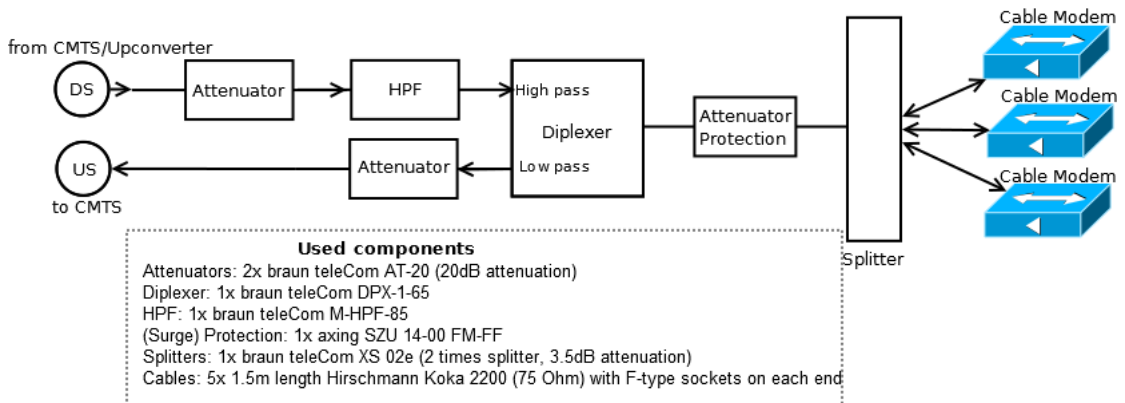 Cable Modem
from CMTS/Upconverter
DS
Attenuator
HPF
High pass
Diplexer
Low pass
Attenuator
Protection
Cable Modem
US
Attenuator
to CMTS
Cable Modem
Splitter
Used components
Attenuators: 2x braun teleCom AT-20 (20dB attenuation)
Diplexer: 1x braun teleCom DPX-1-65
HPF: 1x braun teleCom M-HPF-85
(Surge) Protection: 1x axing SZU 14-00 FM-FF
Splitters: 1x braun teleCom XS 02e (2 times splitter, 3.5dB attenuation)
Cables: 5x 1.5m length Hirschmann Koka 2200 (75 Ohm) with F-type sockets on each end